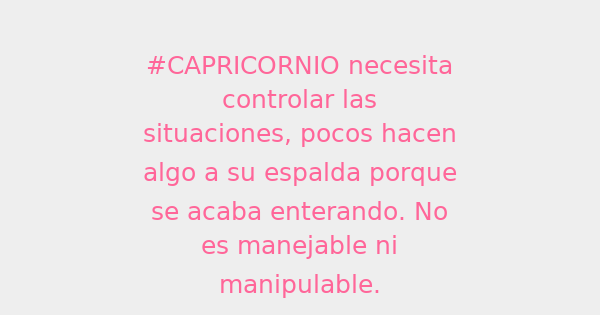 #CAPRICORNIO necesita
controlar las
situaciones, pocos hacen
algo a su espalda porque
se acaba enterando. No
es manejable ni
manipulable.